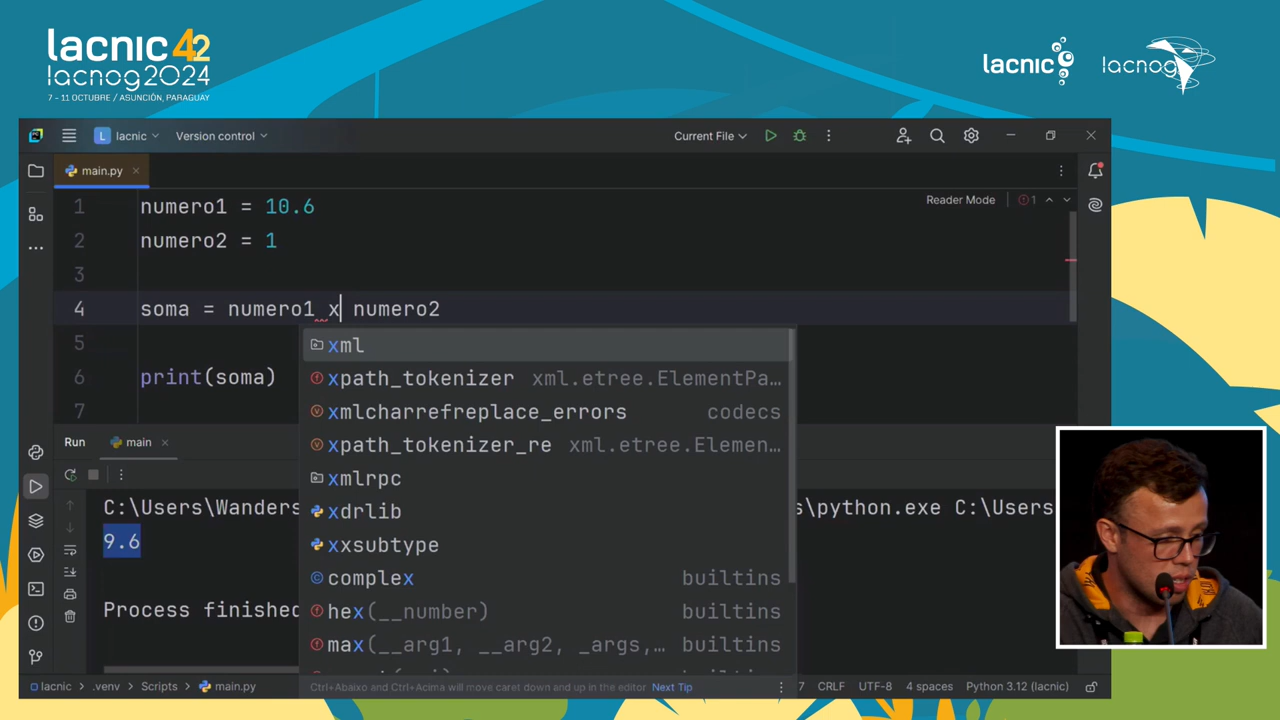 lacnic 42
lacnog 2024
7 - 11 OCTUBRE / ASUNCIÓN, PARAGUAY
lacnic
lacnog
L lacnic
Version control
Current File
main.py
Reader Mode
1
1 numero1 = 10.6
2 numero2 = 1
3
4 soma = numero1 x numero2
5
6 print(soma)
7
xml
xpath_tokenizer xml.etree.ElementPa...
xmlcharrefreplace_errors codecs
xpath_tokenizer_re xml.etree.Elemen...
xmlrpc
xdrlib
xxsubtype
complex builtins
hex(__number) builtins
max(__arg1, __arg2, _args,... builtins
Ctrl+Abaixo and Ctrl+Acima will move caret down and up in the editor Next Tip
Run main
C:\Users\Wanders
s\python.exe C:\Users
9.6
Process finished
lacnic .venv Scripts main.py
7 CRLF UTF-8 4 spaces Python 3.12 (lacnic)